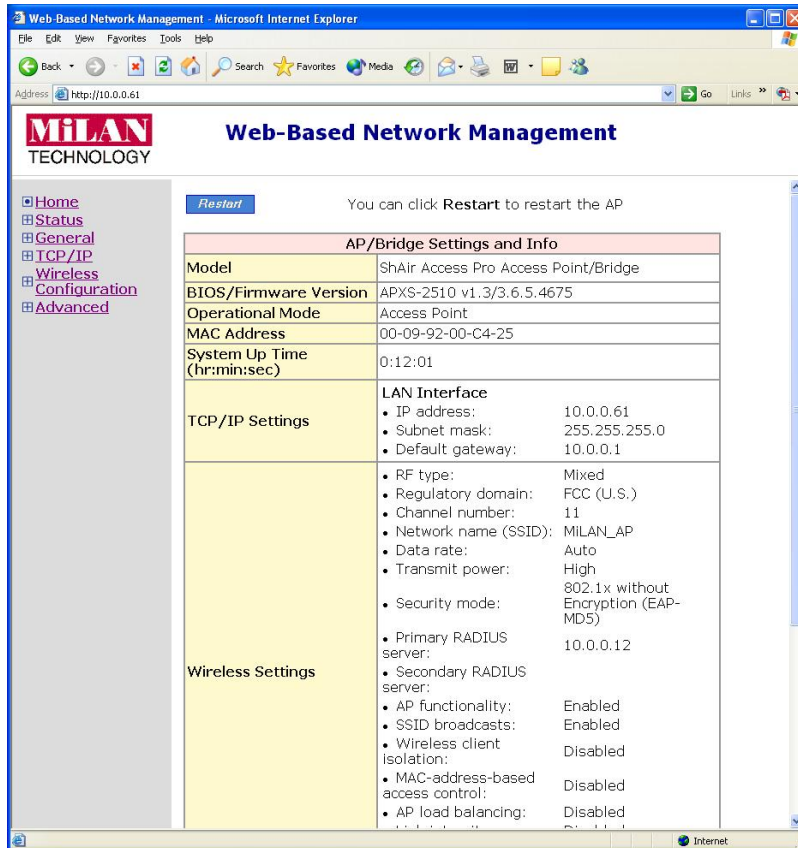 Web-Based Network Management - Microsoft Internet Explorer
File Edit View Favorites Tools Help
Back Search Favorites Media
Address http://10.0.0.61 Go Links »
MiLAN
TECHNOLOGY
Web-Based Network Management
Home
Status
General
TCP/IP
Wireless
Configuration
Advanced
Restart You can click Restart to restart the AP
AP/Bridge Settings and Info
Model ShAir Access Pro Access Point/Bridge
BIOS/Firmware Version APXS-2510 v1.3/3.6.5.4675
Operational Mode Access Point
MAC Address 00-09-92-00-C4-25
System Up Time
(hr:min:sec) 0:12:01
TCP/IP Settings
LAN Interface
• IP address: 10.0.0.61
• Subnet mask: 255.255.255.0
• Default gateway: 10.0.0.1
Wireless Settings
• RF type: Mixed
• Regulatory domain: FCC (U.S.)
• Channel number: 11
• Network name (SSID): MiLAN_AP
• Data rate: Auto
• Transmit power: High
• Security mode: 802.1x without
Encryption (EAP-
MD5)
• Primary RADIUS
server: 10.0.0.12
• Secondary RADIUS
server:
• AP functionality: Enabled
• SSID broadcasts: Enabled
• Wireless client
isolation: Disabled
• MAC-address-based
access control: Disabled
• AP load balancing: Disabled
Internet